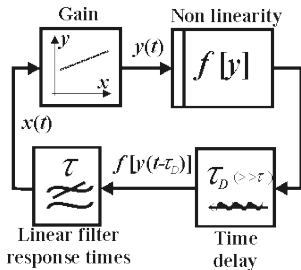 Gain
Non linearity
y
x
y(t)
f [y]
x(t)
f [y(t-τD)]
τ
τD (>>τ)
Linear filter
response times
Time
delay